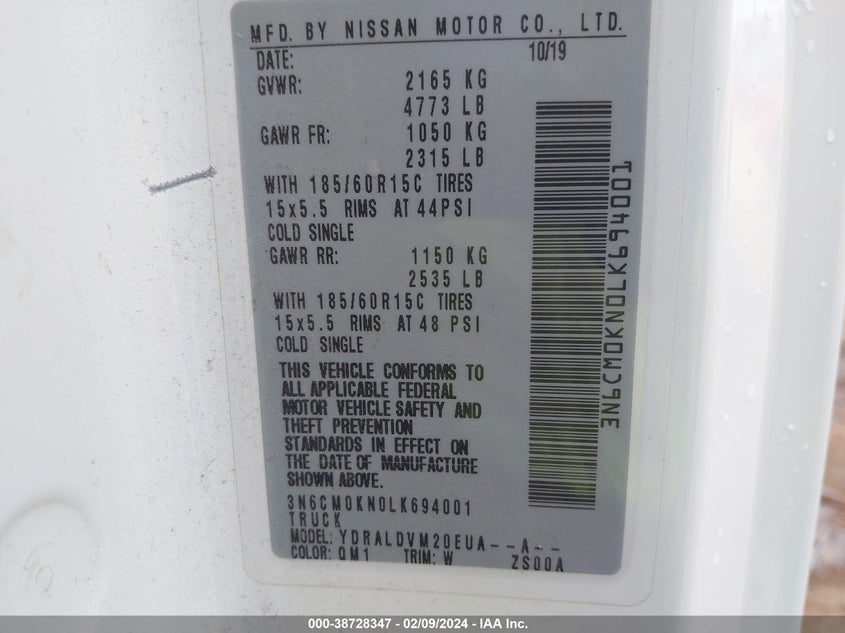 MFD. BY NISSAN MOTOR CO., LTD.
DATE: 10/19
GVWR: 2165 KG
4773 LB
GAWR FR: 1050 KG
2315 LB
WITH 185/60R15C TIRES
15x5.5 RIMS AT 44PSI
COLD SINGLE
GAWR RR: 1150 KG
2535 LB
WITH 185/60R15C TIRES
15x5.5 RIMS AT 48 PSI
COLD SINGLE
THIS VEHICLE CONFORMS TO
ALL APPLICABLE FEDERAL
MOTOR VEHICLE SAFETY AND
THEFT PREVENTION
STANDARDS IN EFFECT ON
THE DATE OF MANUFACTURE
SHOWN ABOVE.
3N6CM0KN0LK694001
TRUCK
MODEL: YDRALDVM20EUA--A--
COLOR: QM1 TRIM: W ZS00A
3N6CM0KN0LK694001
000-38728347 - 02/09/2024 - IAA Inc.